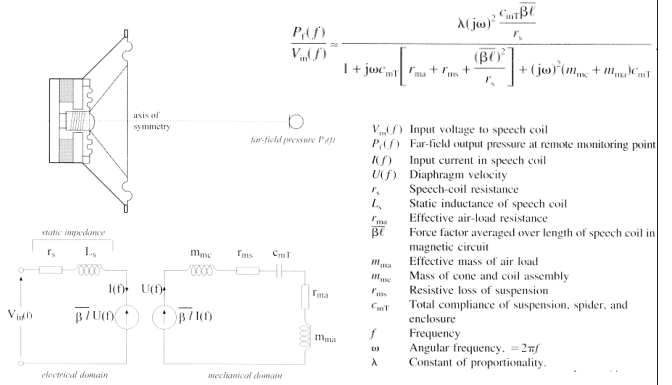 P_f(f) / V_in(f) ≈ λ(jω)² (c_mT β̅ℓ̅ / r_s) / (1 + jωc_mT [r_ma + r_ms + (β̅ℓ̅)² / r_s] + (jω)²(m_mc + m_ma)c_mT)
axis of
symmetry
far-field pressure P_f(f)
V_in(f) Input voltage to speech coil
P_f(f) Far-field output pressure at remote monitoring point
I(f) Input current in speech coil
U(f) Diaphragm velocity
r_s Speech-coil resistance
L_s Static inductance of speech coil
r_ma Effective air-load resistance
β̅ℓ̅ Force factor averaged over length of speech coil in
magnetic circuit
m_ma Effective mass of air load
m_mc Mass of cone and coil assembly
r_ms Resistive loss of suspension
c_mT Total compliance of suspension, spider, and
enclosure
f Frequency
ω Angular frequency, = 2πf
λ Constant of proportionality.
static impedance
r_s L_s
m_mc r_ms c_mT
I(f) U(f)
r_ma
V_in(f) β̅ l̅ U(f) β̅ l̅ I(f)
m_ma
electrical domain mechanical domain